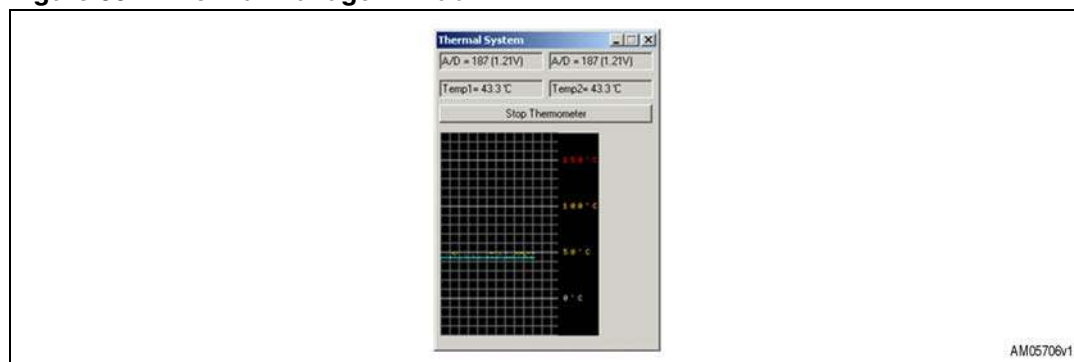 Thermal System
A/D = 187 (1.21V) A/D = 187 (1.21V)
Temp1= 43.3℃ Temp2= 43.3℃
Stop Thermometer
150°C
100°C
50°C
0°C
AM05706v1